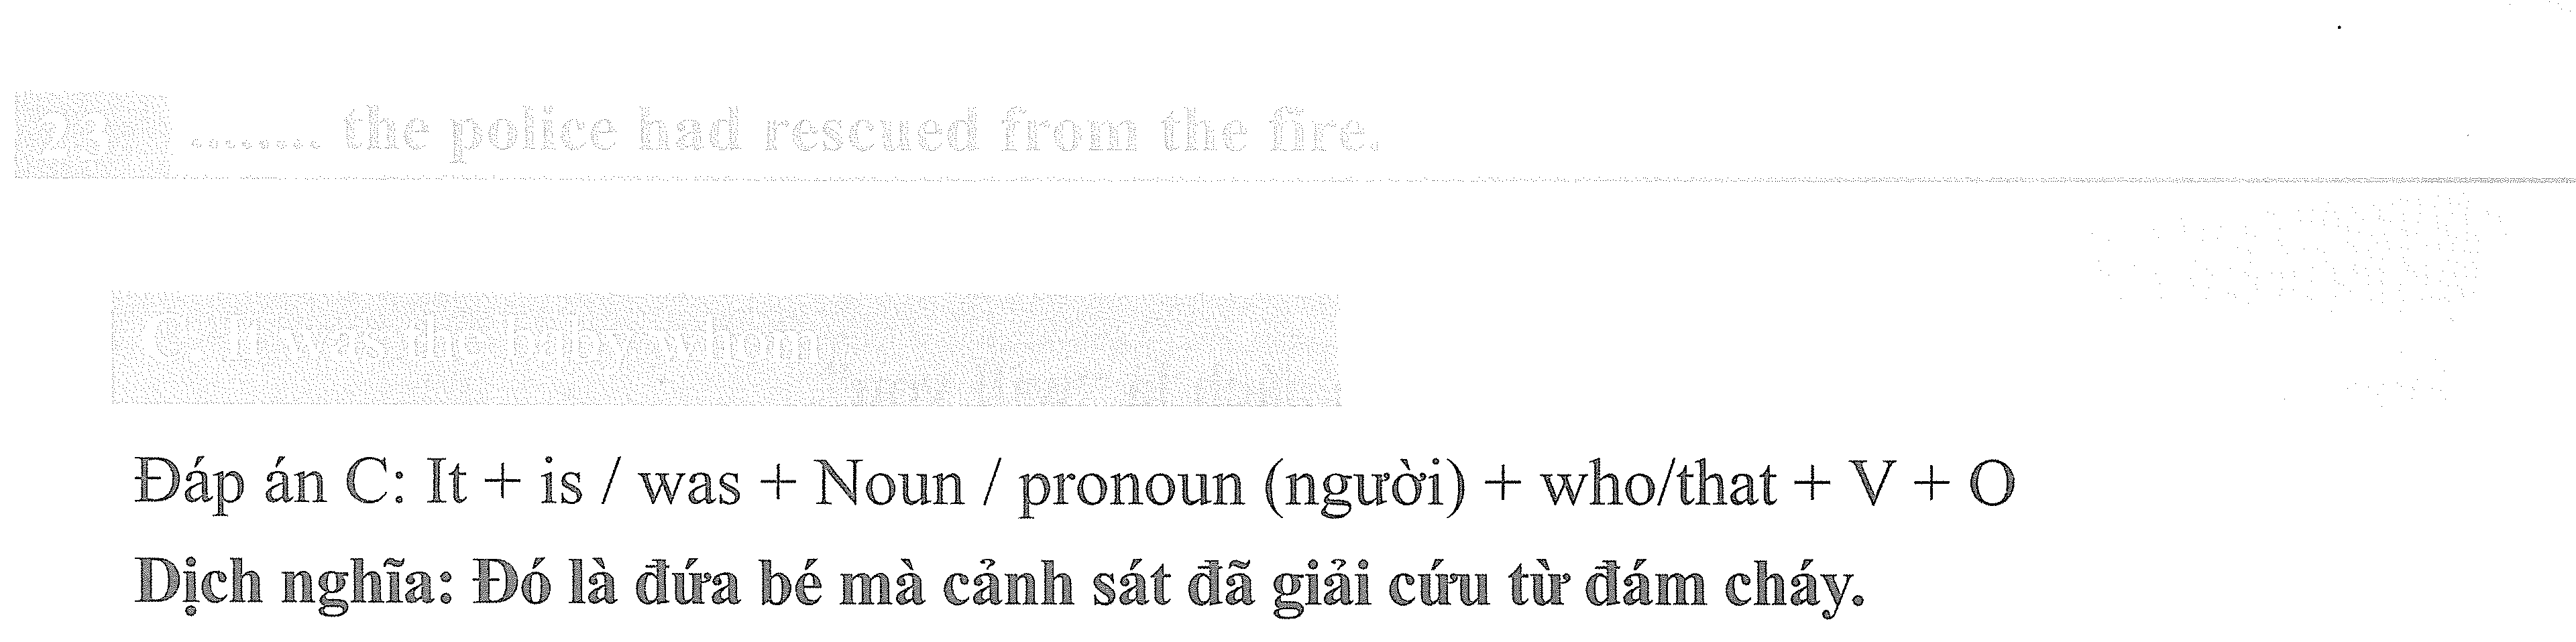 23 ........ the police had rescued from the fire.
C. It was the baby whom
Đáp án C: It + is / was + Noun / pronoun (người) + who/that + V + O
Dịch nghĩa: Đó là đứa bé mà cảnh sát đã giải cứu từ đám cháy.